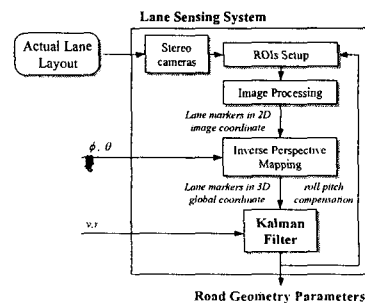 Lane Sensing System
Actual Lane
Layout
Stereo
cameras
ROIs Setup
Image Processing
Lane markers in 2D
image coordinate
ϕ, θ
Inverse Perspective
Mapping
Lane markers in 3D
global coordinate
roll pitch
compensation
v,r
Kalman
Filter
Road Geometry Parameters